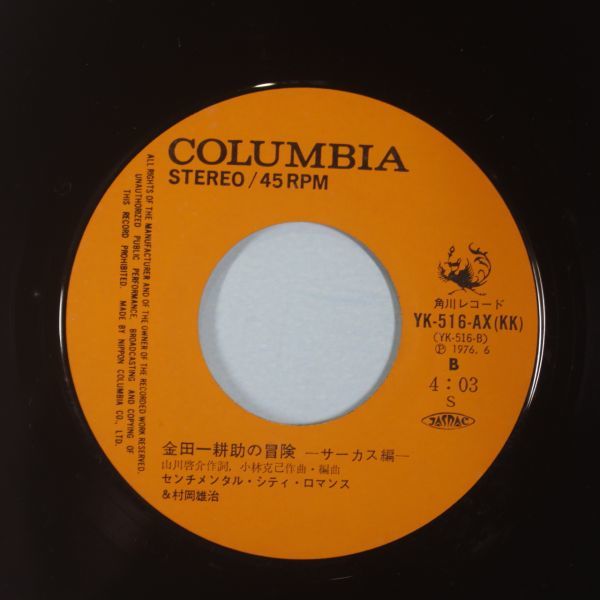 COLUMBIA
STEREO/45RPM
ALL RIGHTS OF THE MANUFACTURER AND OF THE OWNER OF THE RECORDED WORK RESERVED.
UNAUTHORIZED PUBLIC PERFORMANCE, BROADCASTING AND COPYING OF
THIS RECORD PROHIBITED. MADE BY NIPPON COLUMBIA CO., LTD.
角川レコード
YK-516-AX(KK)
(YK-516-B)
Ⓟ 1976, 6
B
4:03
S
JASRAC
金田一耕助の冒険 —サーカス編—
山川啓介作詞, 小林克己作曲・編曲
センチメンタル・シティ・ロマンス
&村岡雄治